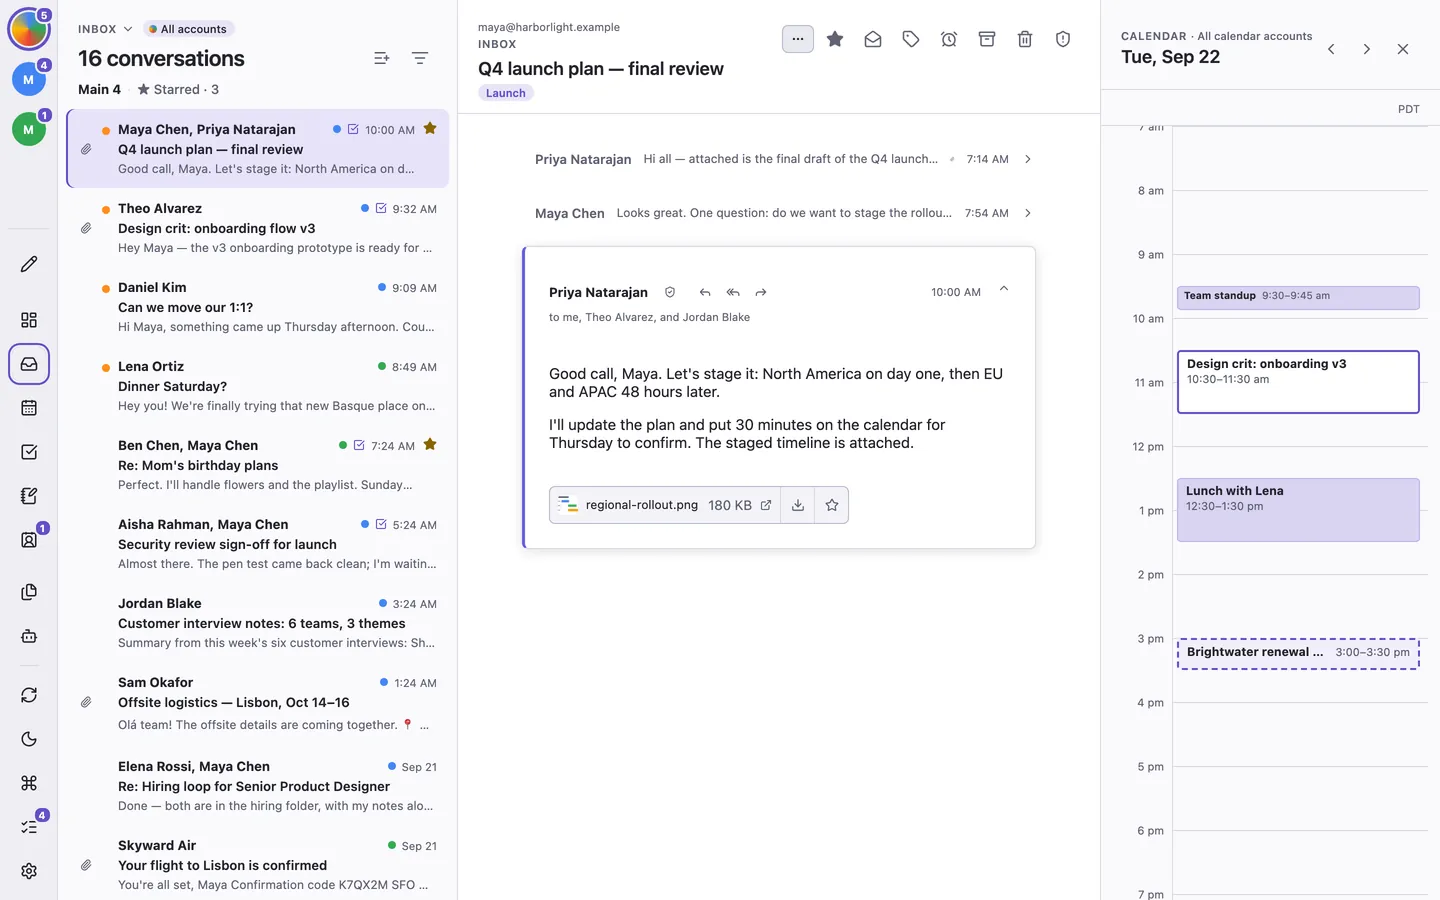 5
M 4
M 1
1
4
INBOX
All accounts
16 conversations
Main 4 · Starred · 3
Maya Chen, Priya Natarajan 10:00 AM
Q4 launch plan — final review
Good call, Maya. Let's stage it: North America on d...
Theo Alvarez 9:32 AM
Design crit: onboarding flow v3
Hey Maya — the v3 onboarding prototype is ready for ...
Daniel Kim 9:09 AM
Can we move our 1:1?
Hi Maya, something came up Thursday afternoon. Cou...
Lena Ortiz 8:49 AM
Dinner Saturday?
Hey you! We're finally trying that new Basque place on...
Ben Chen, Maya Chen 7:24 AM
Re: Mom's birthday plans
Perfect. I'll handle flowers and the playlist. Sunday...
Aisha Rahman, Maya Chen 5:24 AM
Security review sign-off for launch
Almost there. The pen test came back clean; I'm waitin...
Jordan Blake 3:24 AM
Customer interview notes: 6 teams, 3 themes
Summary from this week's six customer interviews: Sh...
Sam Okafor 1:24 AM
Offsite logistics — Lisbon, Oct 14–16
Olá team! The offsite details are coming together. 📍 ...
Elena Rossi, Maya Chen Sep 21
Re: Hiring loop for Senior Product Designer
Done — both are in the hiring folder, with my notes alo...
Skyward Air Sep 21
Your flight to Lisbon is confirmed
You're all set, Maya Confirmation code K7QX2M SFO ...
maya@harborlight.example
INBOX
Q4 launch plan — final review
Launch
Priya Natarajan Hi all — attached is the final draft of the Q4 launch... 7:14 AM
Maya Chen Looks great. One question: do we want to stage the rollou... 7:54 AM
Priya Natarajan 10:00 AM
to me, Theo Alvarez, and Jordan Blake
Good call, Maya. Let's stage it: North America on day one, then EU
and APAC 48 hours later.
I'll update the plan and put 30 minutes on the calendar for
Thursday to confirm. The staged timeline is attached.
regional-rollout.png 180 KB
CALENDAR · All calendar accounts
Tue, Sep 22
PDT
7 am
8 am
9 am
Team standup 9:30–9:45 am
10 am
Design crit: onboarding v3
10:30–11:30 am
11 am
12 pm
Lunch with Lena
12:30–1:30 pm
1 pm
2 pm
3 pm
Brightwater renewal ... 3:00–3:30 pm
4 pm
5 pm
6 pm
7 pm